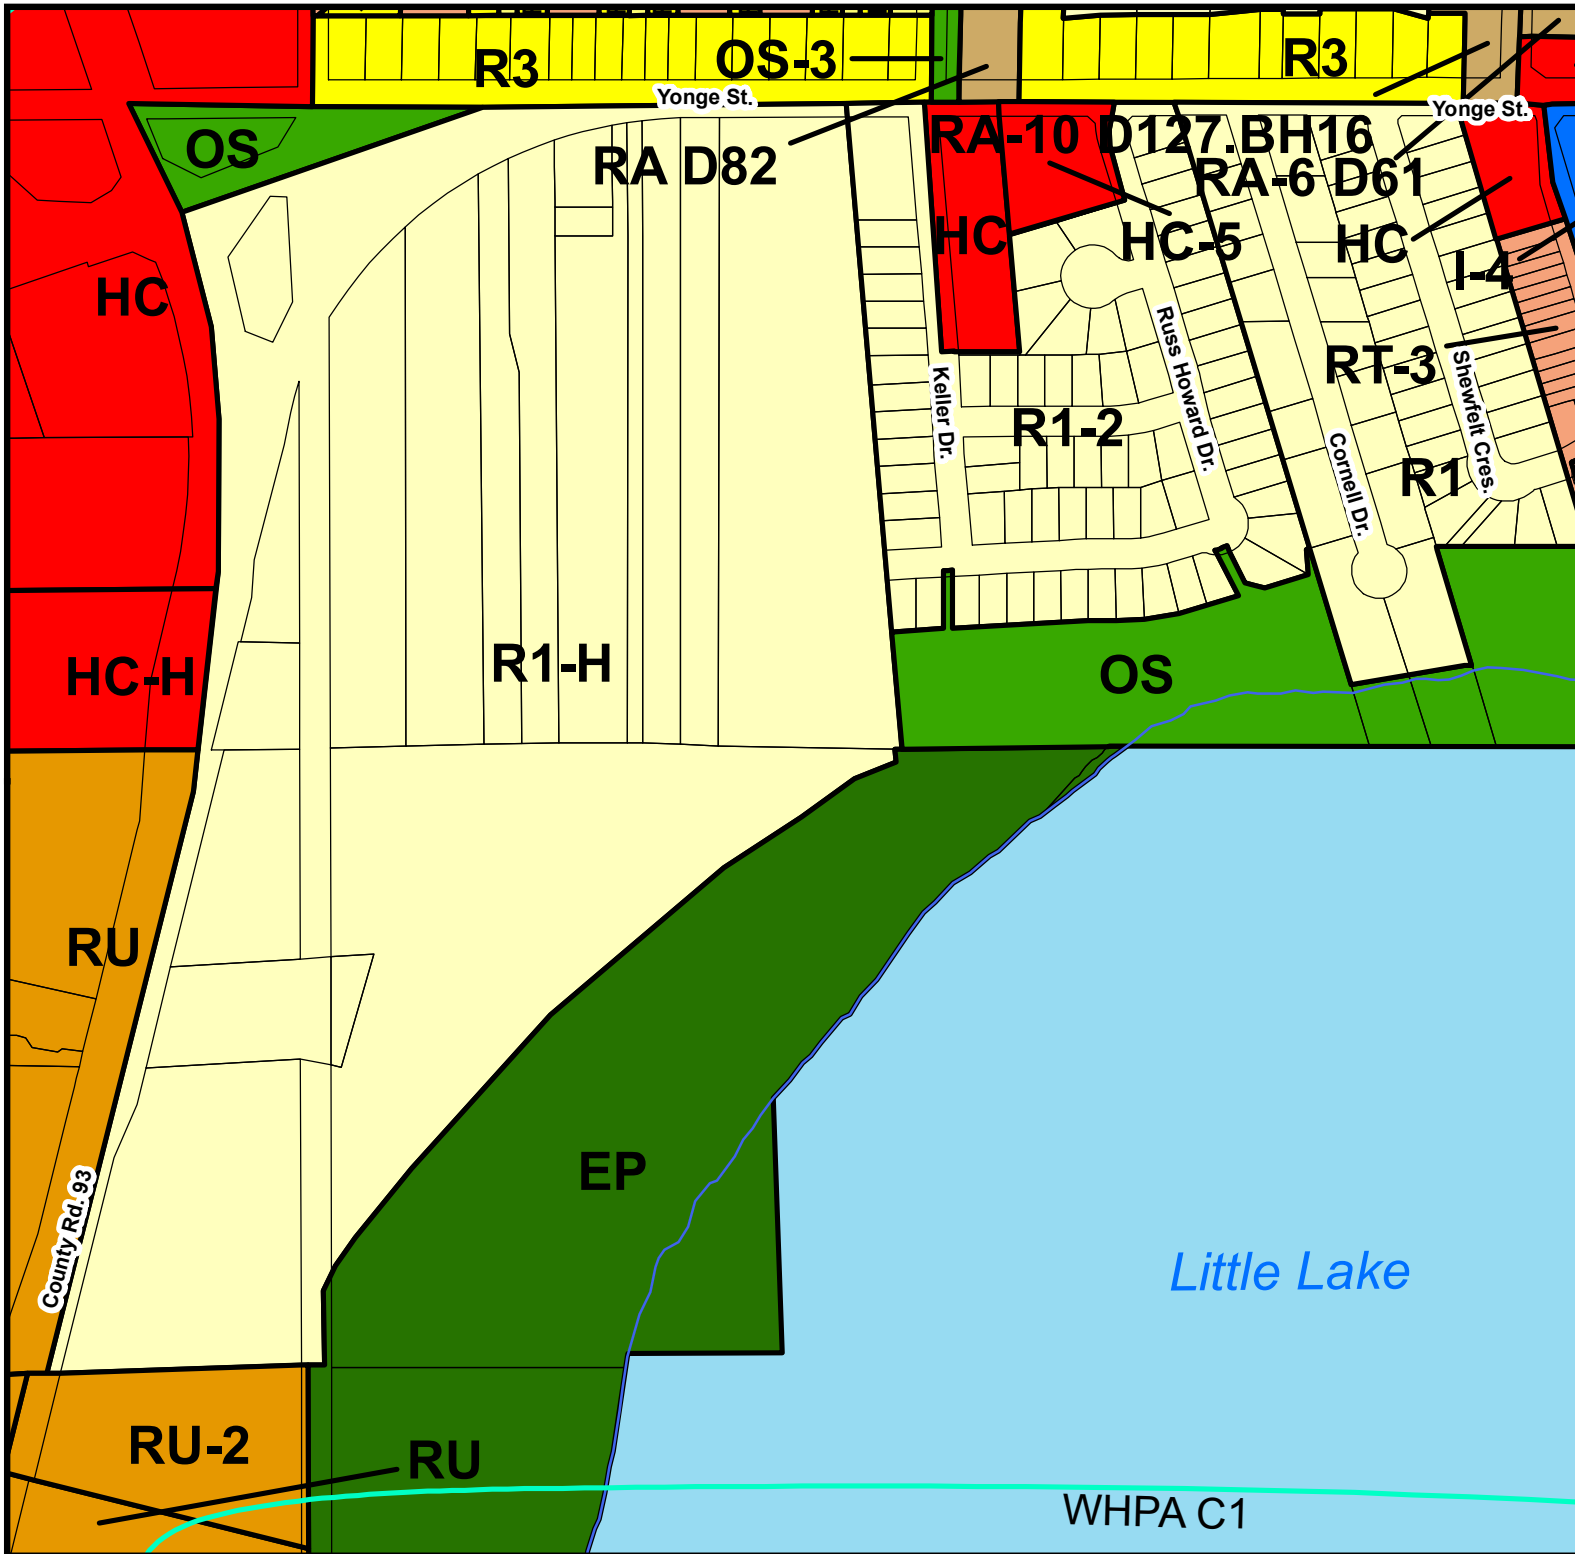 R3
OS-3
R3
Yonge St.
Yonge St.
OS
RA D82
RA-10 D127.BH16
RA-6 D61
HC
HC-5
HC
I-4
HC
Russ Howard Dr.
RT-3
Shewfelt Cres.
Keller Dr.
R1-2
Cornell Dr.
R1
R1-H
HC-H
OS
RU
EP
County Rd. 93
Little Lake
RU-2
RU
WHPA C1